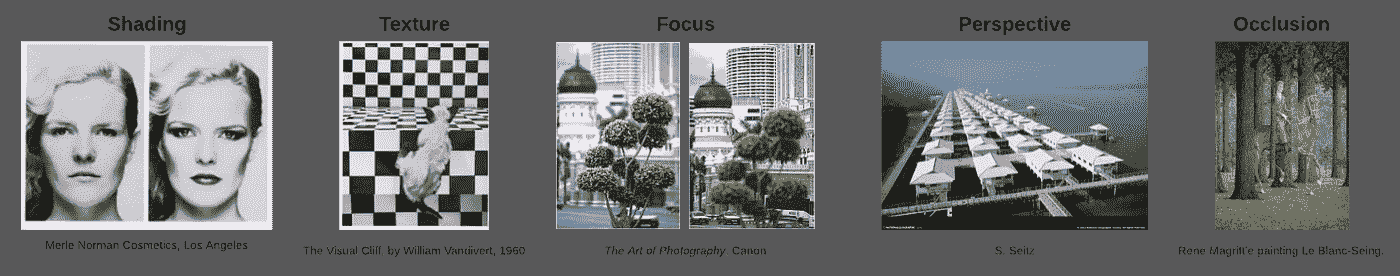 Shading
Texture
Focus
Perspective
Occlusion
Merle Norman Cosmetics, Los Angeles
The Visual Cliff, by William Vandivert, 1960
The Art of Photography, Canon
S. Seitz
Rene Magritt'e painting Le Blanc-Seing.